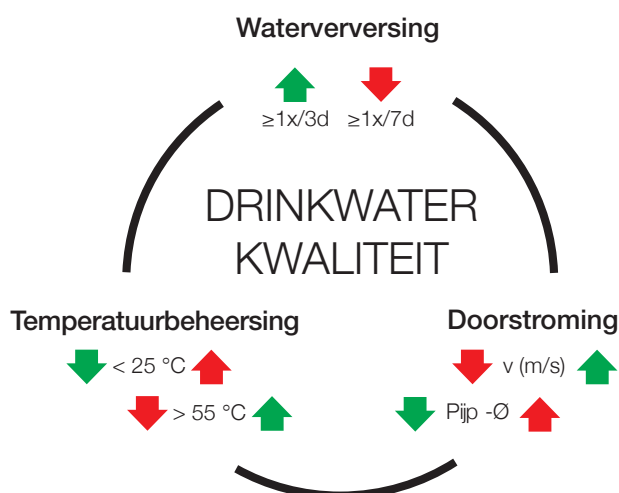 Waterverversing
≥1x/3d ≥1x/7d
DRINKWATER
KWALITEIT
Temperatuurbeheersing
< 25 °C
> 55 °C
Doorstroming
v (m/s)
Pijp -Ø